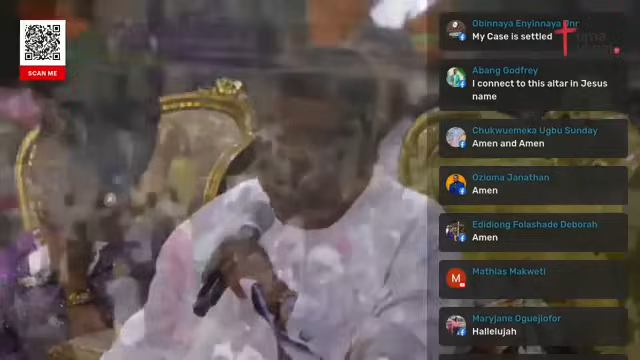 SCAN ME
Obinnaya Enyinnaya Jnr
My Case is settled
Abang Godfrey
I connect to this altar in Jesus
name
Chukwuemeka Ugbu Sunday
Amen and Amen
Ozioma Janathan
Amen
Edidiong Folashade Deborah
Amen
M
Mathias Makweti
Maryjane Oguejiofor
Hallelujah